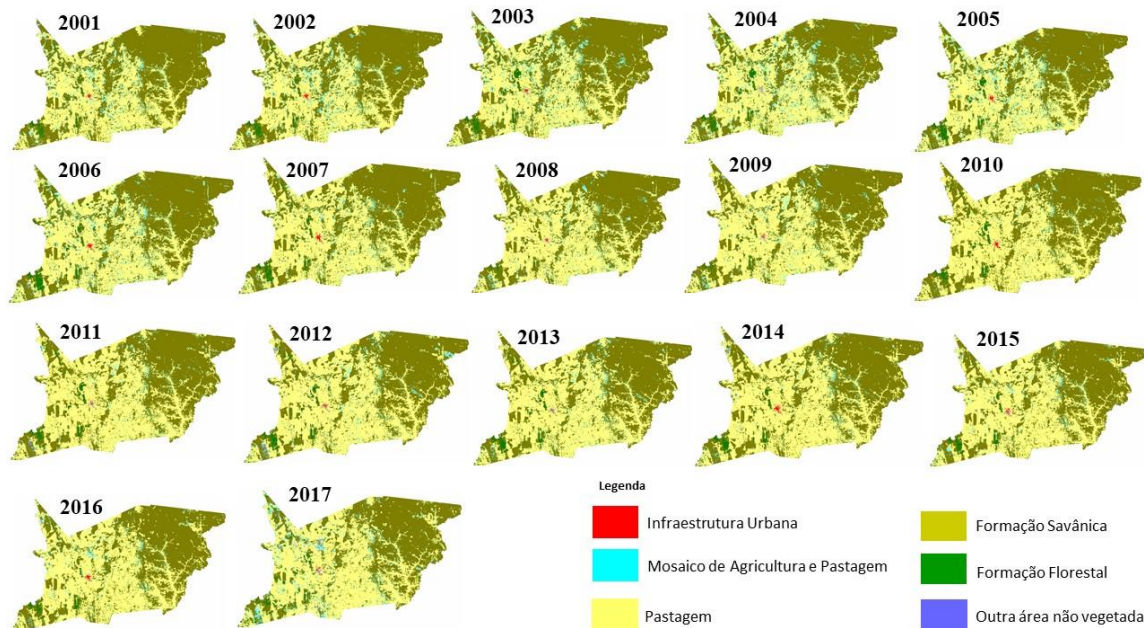 2001
2002
2003
2004
2005
2006
2007
2008
2009
2010
2011
2012
2013
2014
2015
2016
2017
Legenda
Infraestrutura Urbana
Mosaico de Agricultura e Pastagem
Pastagem
Formação Savânica
Formação Florestal
Outra área não vegetada